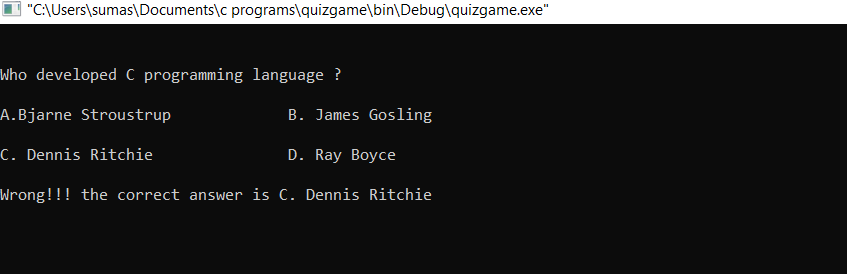 "C:\Users\sumas\Documents\c programs\quizgame\bin\Debug\quizgame.exe"
Who developed C programming language ?
A.Bjarne Stroustrup B. James Gosling
C. Dennis Ritchie D. Ray Boyce
Wrong!!! the correct answer is C. Dennis Ritchie